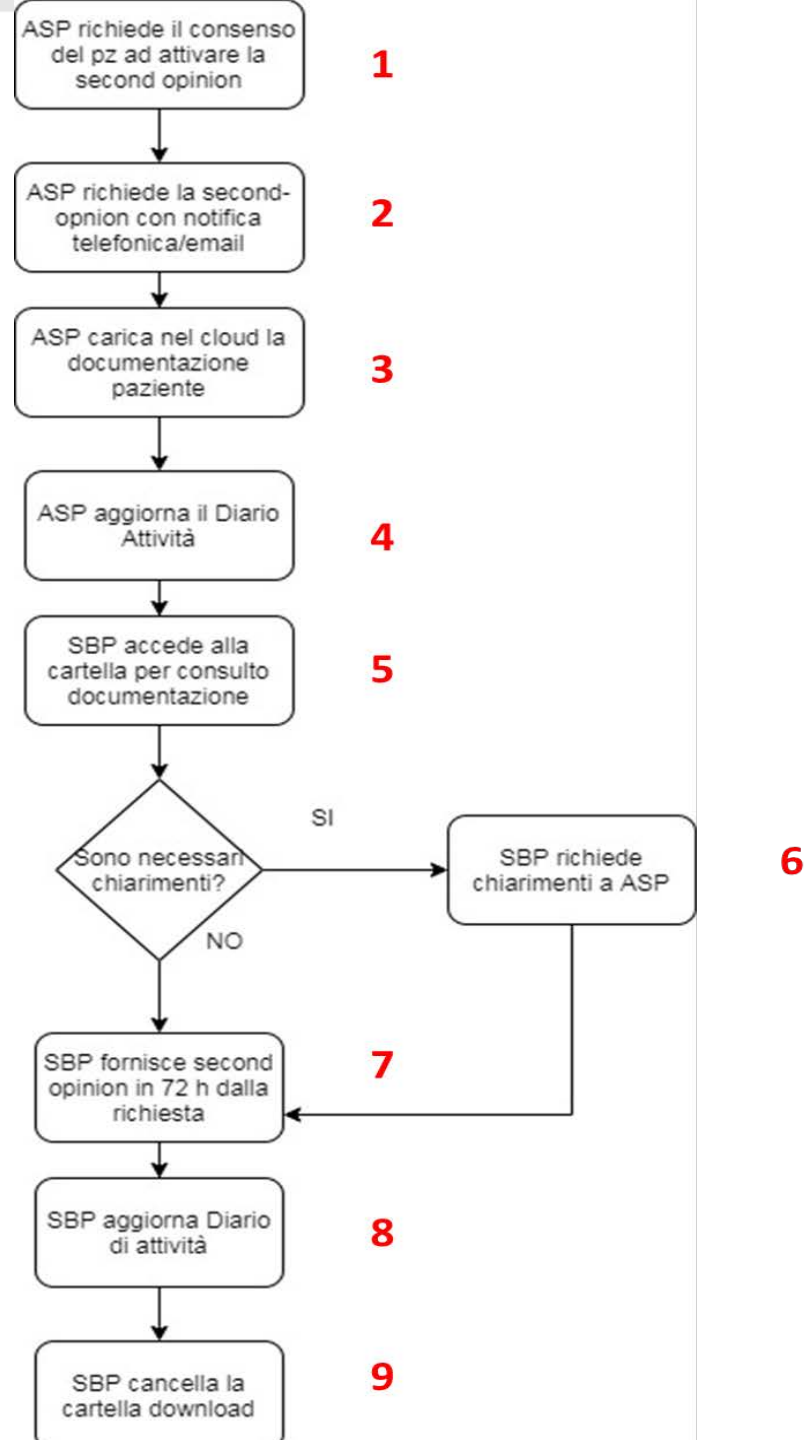 ASP richiede il consenso
del pz ad attivare la
second opinion
1
ASP richiede la second-
opnion con notifica
telefonica/email
2
ASP carica nel cloud la
documentazione
paziente
3
ASP aggiorna il Diario
Attività
4
SBP accede alla
cartella per consulto
documentazione
5
Sono necessari
chiarimenti?
SI
SBP richiede
chiarimenti a ASP
6
NO
SBP fornisce second
opinion in 72 h dalla
richiesta
7
SBP aggiorna Diario
di attività
8
SBP cancella la
cartella download
9